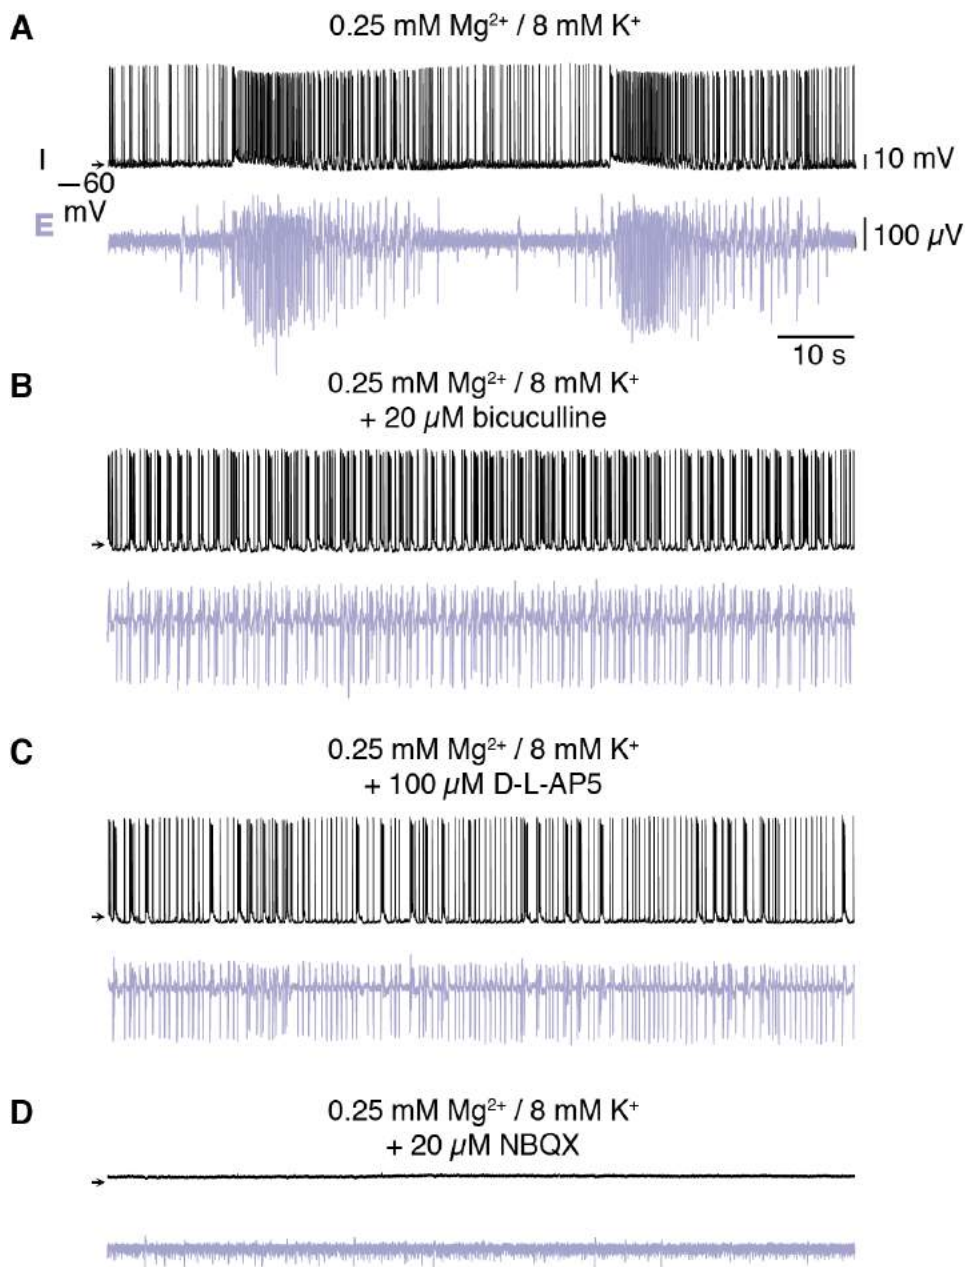 A
0.25 mM Mg²⁺ / 8 mM K⁺
I
10 mV
—60
mV
E
100 µV
10 s
B
0.25 mM Mg²⁺ / 8 mM K⁺
+ 20 µM bicuculline
C
0.25 mM Mg²⁺ / 8 mM K⁺
+ 100 µM D-L-AP5
D
0.25 mM Mg²⁺ / 8 mM K⁺
+ 20 µM NBQX